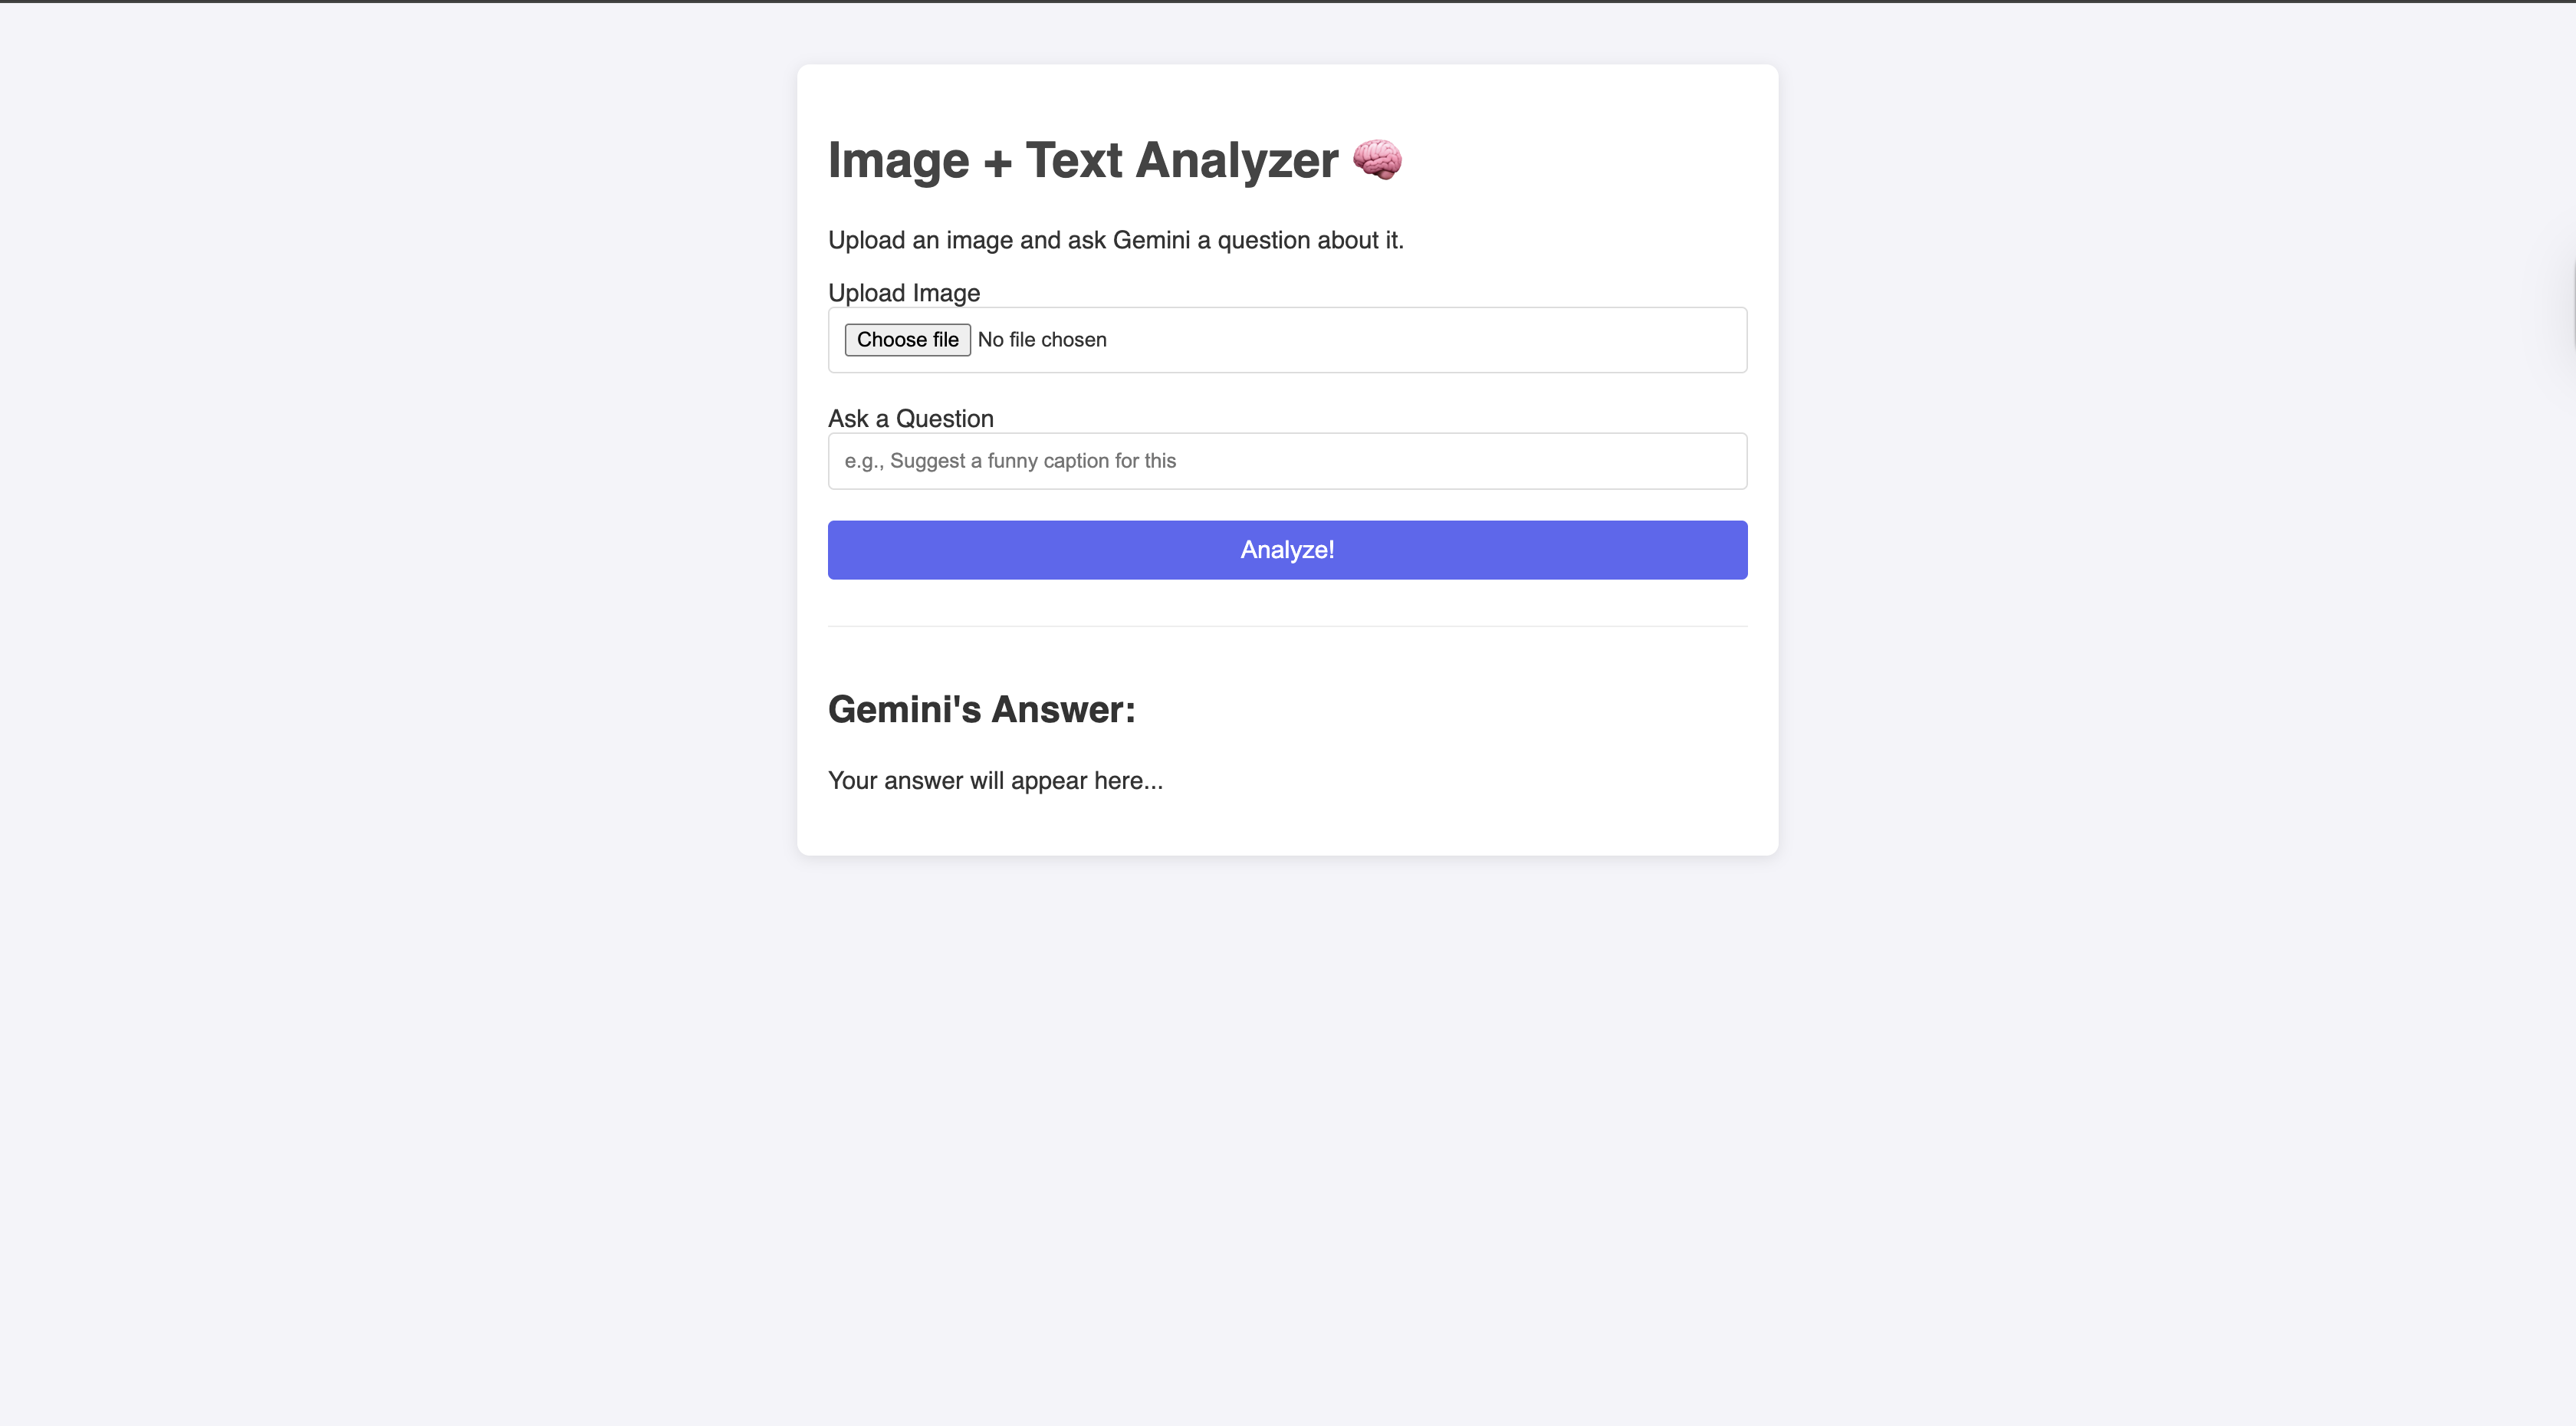 Image + Text Analyzer 🧠
Upload an image and ask Gemini a question about it.
Upload Image
Choose file No file chosen
Ask a Question
e.g., Suggest a funny caption for this
Analyze!
Gemini's Answer:
Your answer will appear here...